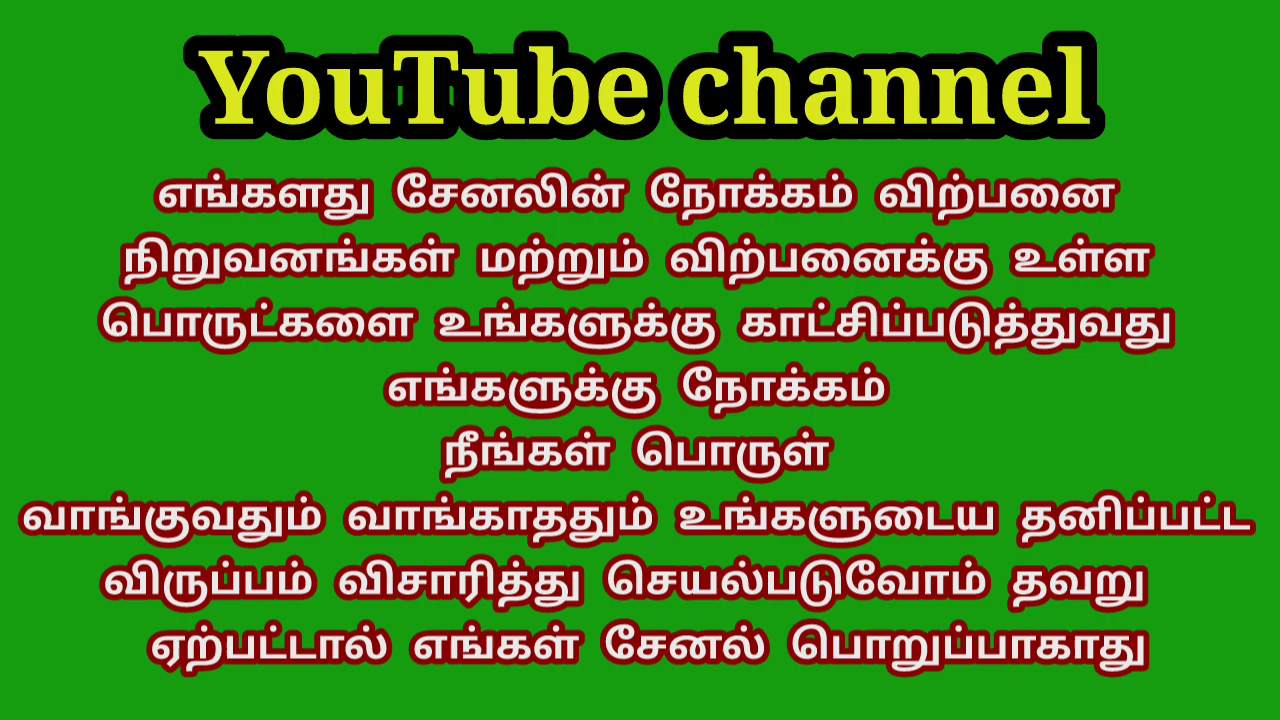 YouTube channel
எங்களது சேனலின் நோக்கம் விற்பனை
நிறுவனங்கள் மற்றும் விற்பனைக்கு உள்ள
பொருட்களை உங்களுக்கு காட்சிப்படுத்துவது
எங்களுக்கு நோக்கம்
நீங்கள் பொருள்
வாங்குவதும் வாங்காததும் உங்களுடைய தனிப்பட்ட
விருப்பம் விசாரித்து செயல்படுவோம் தவறு
ஏற்பட்டால் எங்கள் சேனல் பொறுப்பாகாது